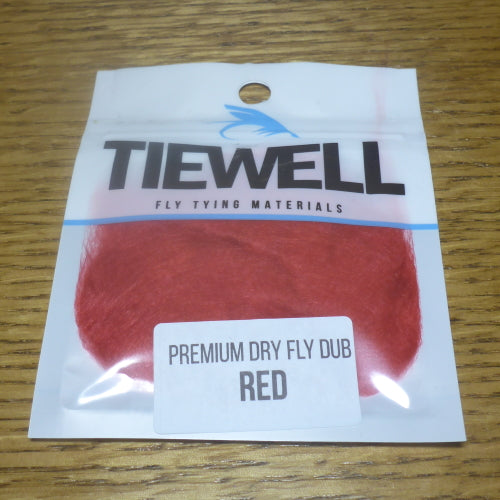 TIEWELL
FLY TYING MATERIALS
PREMIUM DRY FLY DUB
RED